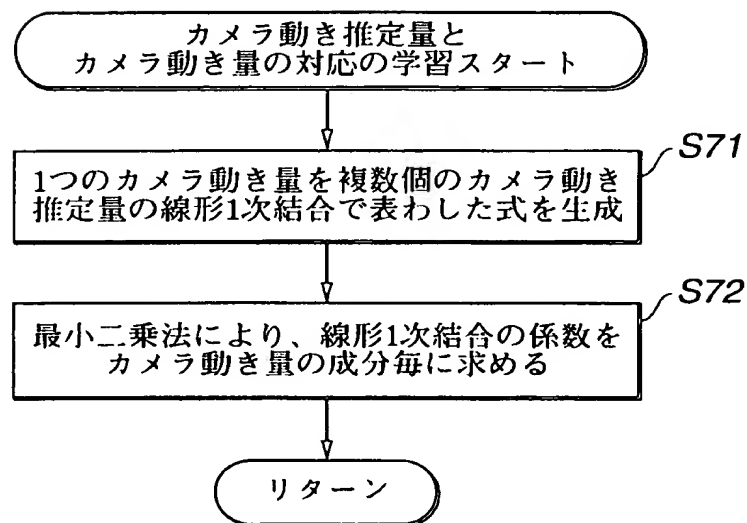 カメラ動き推定量と
カメラ動き量の対応の学習スタート
S71
1つのカメラ動き量を複数個のカメラ動き
推定量の線形1次結合で表わした式を生成
S72
最小二乗法により、線形1次結合の係数を
カメラ動き量の成分毎に求める
リターン